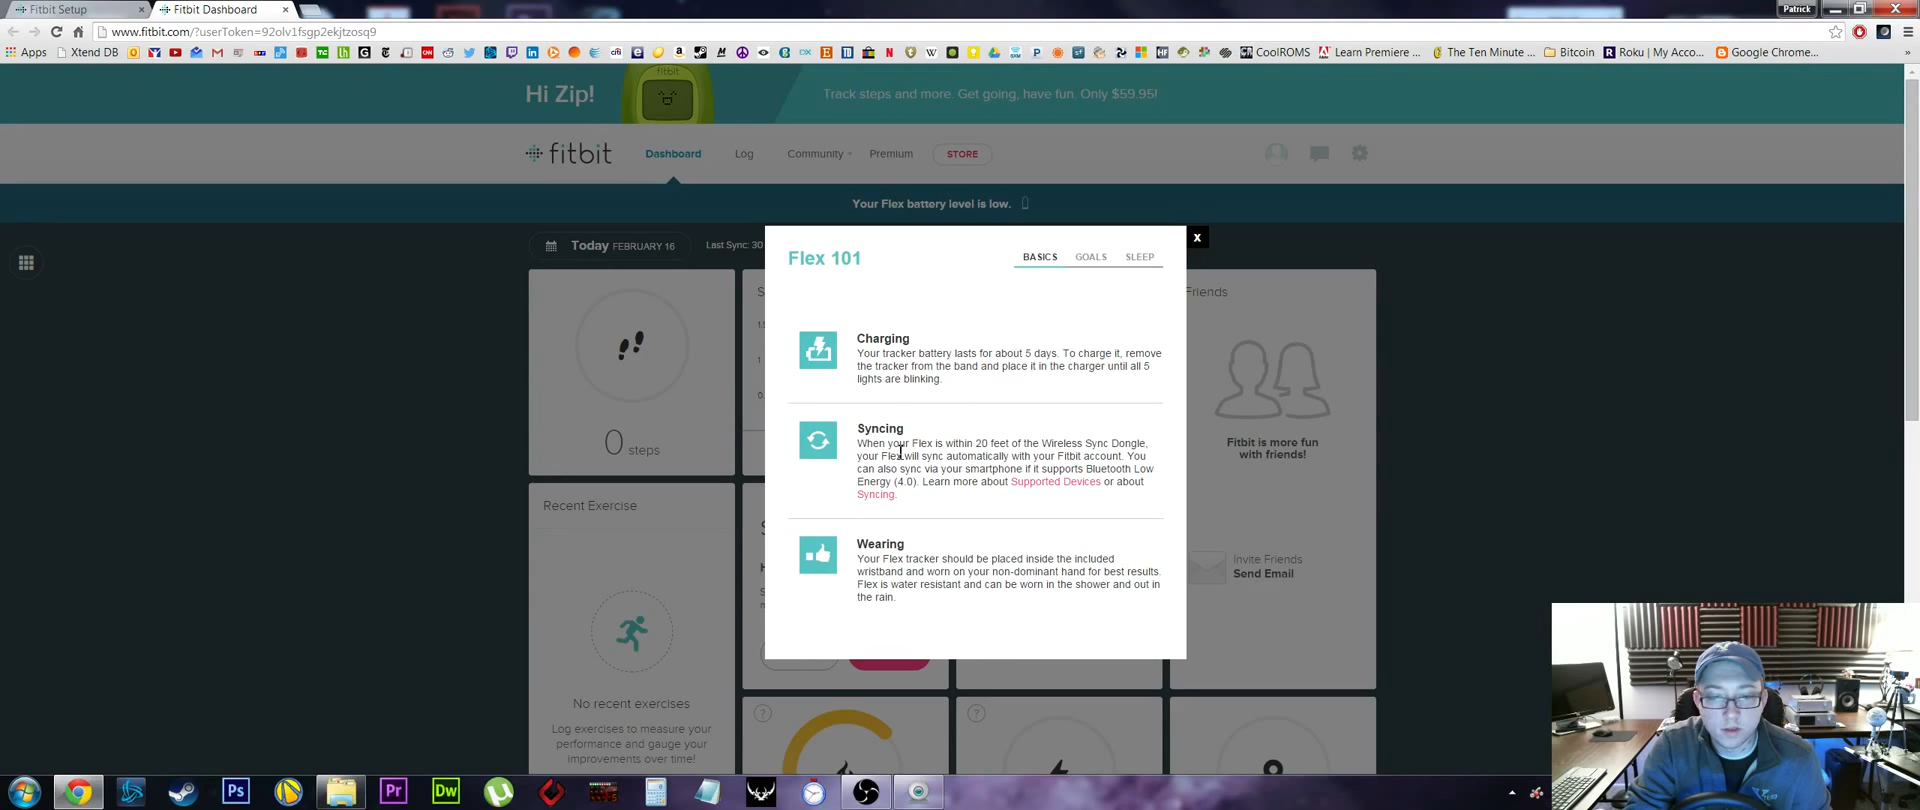 Fitbit Setup
Fitbit Dashboard
Patrick
www.fitbit.com/?userToken=92olv1fsgp2ekjtzosq9
Apps
Xtend DB
CoolROMS
Learn Premiere ...
The Ten Minute ...
Bitcoin
Roku | My Acco...
Google Chrome...
Hi Zip!
fitbit
Track steps and more. Get going, have fun. Only $59.95!
fitbit
Dashboard
Log
Community
Premium
STORE
Your Flex battery level is low.
Today FEBRUARY 16
Last Sync: 30
Flex 101
BASICS
GOALS
SLEEP
x
Charging
Your tracker battery lasts for about 5 days. To charge it, remove
the tracker from the band and place it in the charger until all 5
lights are blinking.
Syncing
When your Flex is within 20 feet of the Wireless Sync Dongle,
your Flex will sync automatically with your Fitbit account. You
can also sync via your smartphone if it supports Bluetooth Low
Energy (4.0). Learn more about Supported Devices or about
Syncing.
Wearing
Your Flex tracker should be placed inside the included
wristband and worn on your non-dominant hand for best results.
Flex is water resistant and can be worn in the shower and out in
the rain.
0 steps
Friends
Fitbit is more fun
with friends!
Invite Friends
Send Email
Recent Exercise
No recent exercises
Log exercises to measure your
performance and gauge your
improvements over time!
?
?
Ps
Pr
Dw